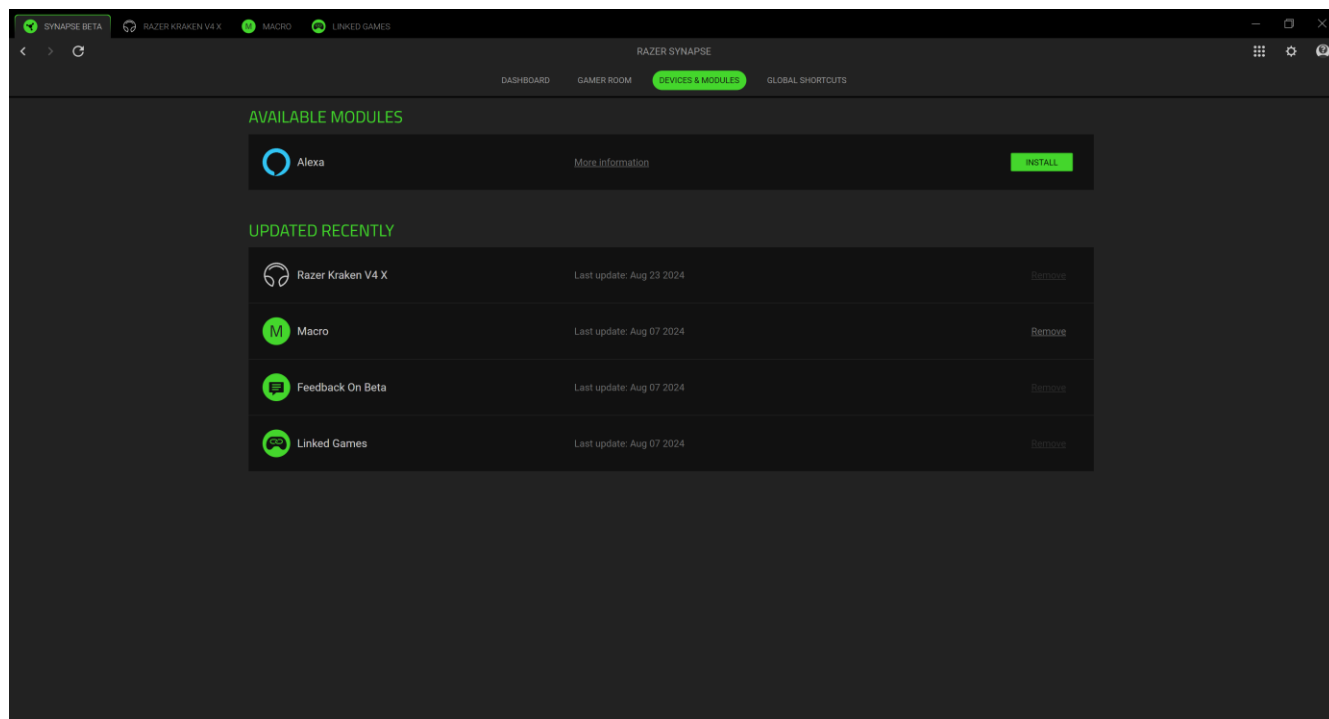 SYNAPSE BETA RAZER KRAKEN V4 X M MACRO LINKED GAMES
RAZER SYNAPSE
DASHBOARD GAMER ROOM DEVICES & MODULES GLOBAL SHORTCUTS
AVAILABLE MODULES
Alexa More information INSTALL
UPDATED RECENTLY
Razer Kraken V4 X Last update: Aug 23 2024 Remove
M Macro Last update: Aug 07 2024 Remove
Feedback On Beta Last update: Aug 07 2024 Remove
Linked Games Last update: Aug 07 2024 Remove